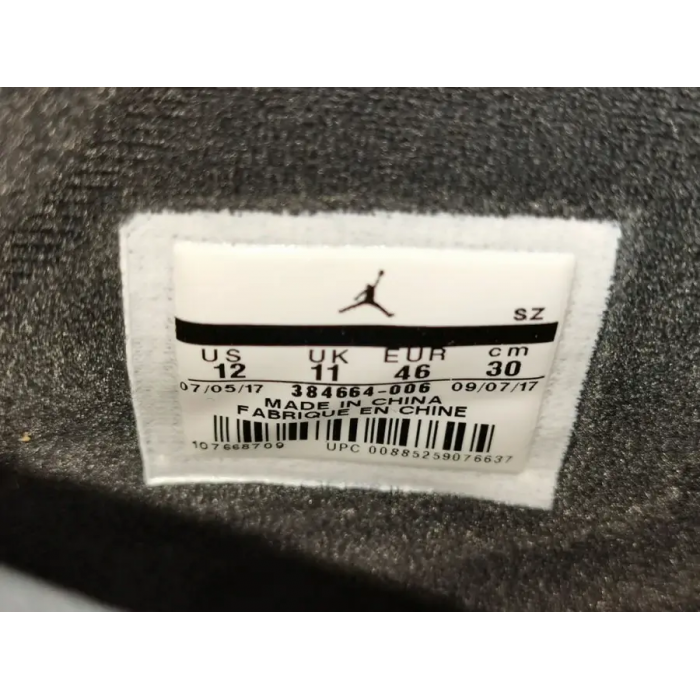 SZ
US UK EUR cm
12 11 46 30
07/05/17 384664-006 09/07/17
MADE IN CHINA
FABRIQUE EN CHINE
107668709 UPC 00885259076637